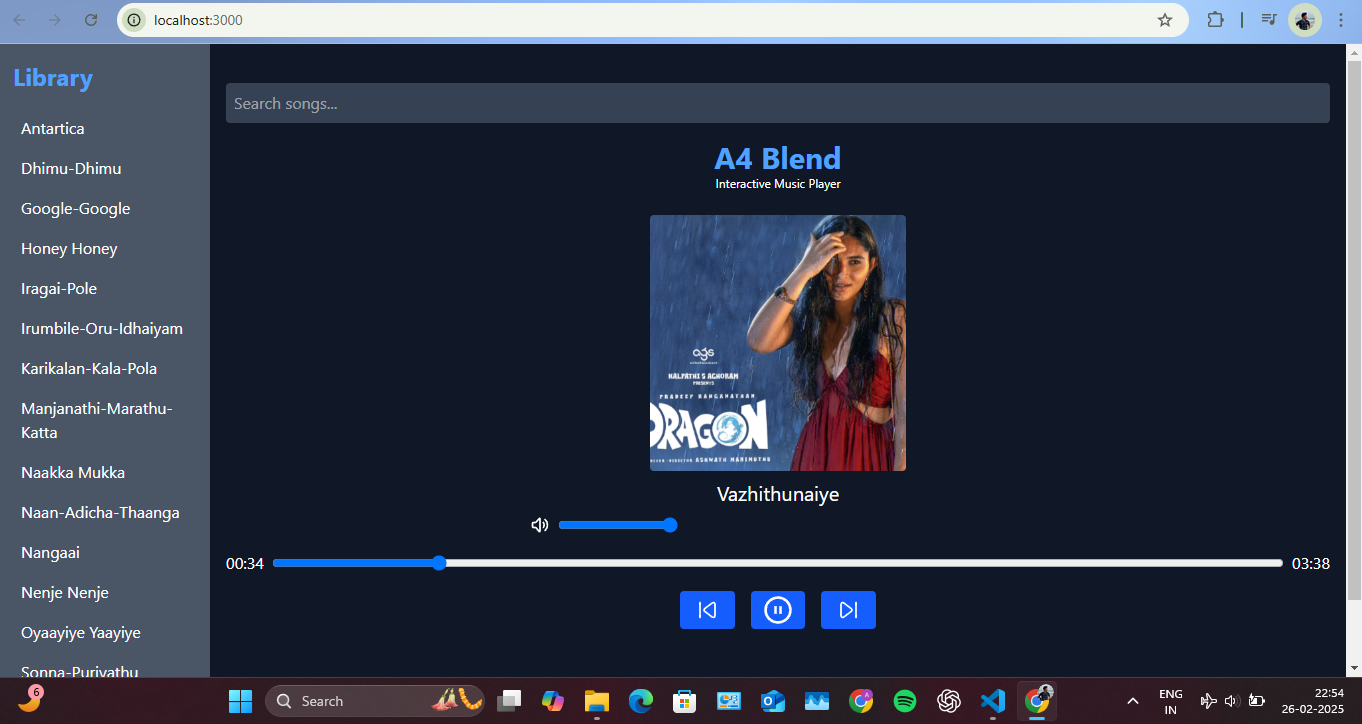 localhost:3000
Library
Antartica
Dhimu-Dhimu
Google-Google
Honey Honey
Iragai-Pole
Irumbile-Oru-Idhaiyam
Karikalan-Kala-Pola
Manjanathi-Marathu-
Katta
Naakka Mukka
Naan-Adicha-Thaanga
Nangaai
Nenje Nenje
Oyaayiye Yaayiye
Sonna-Puriyathu
Search songs...
A4 Blend
Interactive Music Player
ags
KALPATHI S AGHORAM
PRESENTS
PRADEEP RANGANATHAN
DRAGON
ASHWATH MARIMUTHU
Vazhithunaiye
00:34
03:38
6
Search
ENG
IN
22:54
26-02-2025